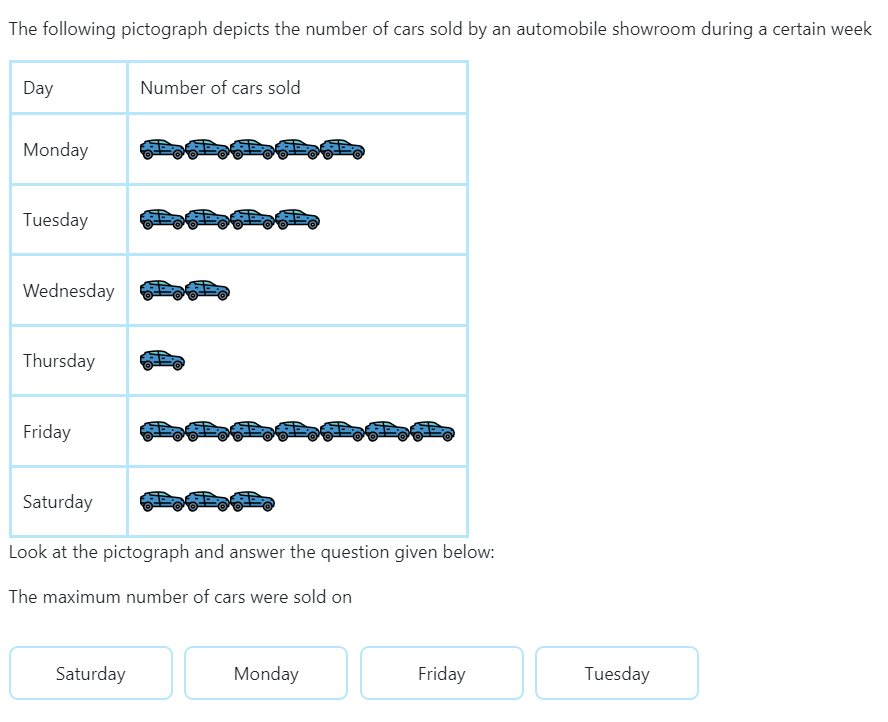 The following pictograph depicts the number of cars sold by an automobile showroom during a certain week
Day Number of cars sold
Monday
Tuesday
Wednesday
Thursday
Friday
Saturday
Look at the pictograph and answer the question given below:
The maximum number of cars were sold on
Saturday Monday Friday Tuesday